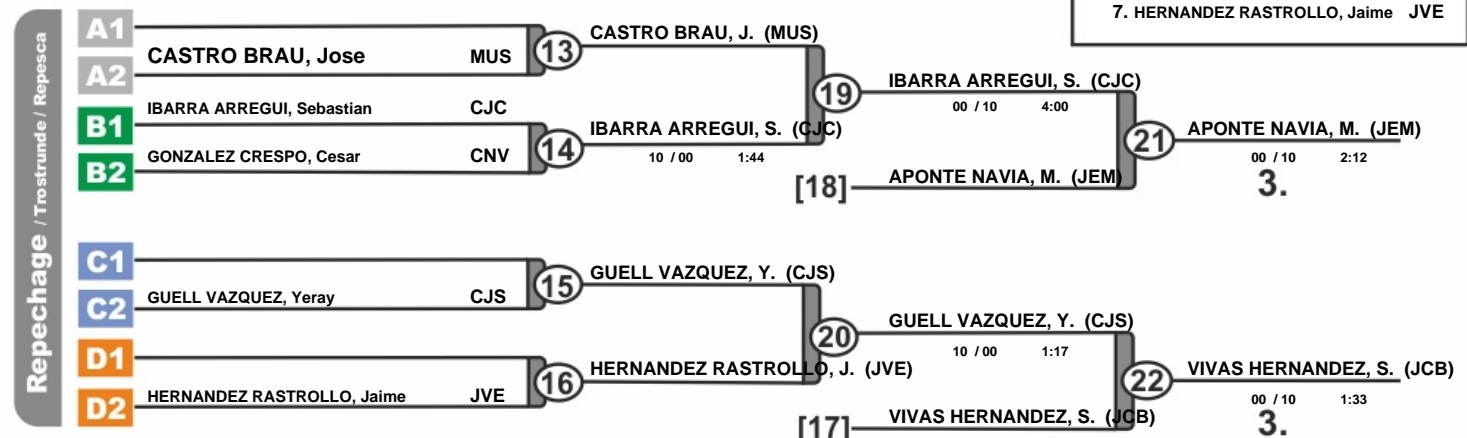 7. HERNANDEZ RASTROLLO, Jaime JVE
Repechage / Trostrunde / Repesca
A1
CASTRO BRAU, Jose MUS
A2
13
CASTRO BRAU, J. (MUS)
B1
IBARRA ARREGUI, Sebastian CJC
B2
GONZALEZ CRESPO, Cesar CNV
14
IBARRA ARREGUI, S. (CJC)
10 / 00 1:44
19
IBARRA ARREGUI, S. (CJC)
00 / 10 4:00
[18]
APONTE NAVIA, M. (JEM)
21
APONTE NAVIA, M. (JEM)
00 / 10 2:12
3.
C1
C2
GUELL VAZQUEZ, Yeray CJS
15
GUELL VAZQUEZ, Y. (CJS)
D1
D2
HERNANDEZ RASTROLLO, Jaime JVE
16
HERNANDEZ RASTROLLO, J. (JVE)
20
GUELL VAZQUEZ, Y. (CJS)
10 / 00 1:17
[17]
VIVAS HERNANDEZ, S. (JCB)
22
VIVAS HERNANDEZ, S. (JCB)
00 / 10 1:33
3.